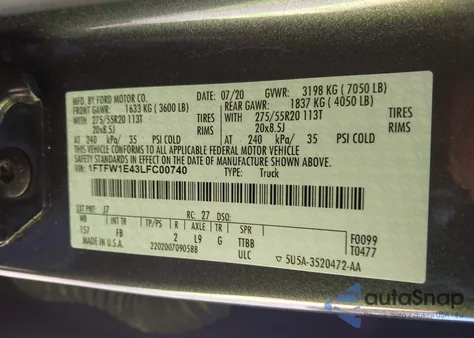 MFD. BY FORD MOTOR CO. DATE: 07/20 GVWR: 3198 KG ( 7050 LB)
FRONT GAWR: 1633 KG ( 3600 LB) REAR GAWR: 1837 KG ( 4050 LB)
WITH 275/55R20 113T TIRES WITH 275/55R20 113T TIRES
20x8.5J RIMS 20x8.5J RIMS
AT 240 kPa/ 35 PSI COLD AT 240 kPa/ 35 PSI COLD
THIS VEHICLE CONFORMS TO ALL APPLICABLE FEDERAL MOTOR VEHICLE
SAFETY STANDARDS IN EFFECT ON THE DATE OF MANUFACTURE SHOWN ABOVE.
VIN: 1FTFW1E43LFC00740 TYPE: Truck
EXT PNT: J7 RC: 27 DSO:
WB INT TR TP/PS R AXLE TR SPR F0099
157 FB 2 L9 G TTBB T0477
MADE IN U.S.A. 2202007090588 ULC 5U5A-3520472-AA
autoSnap